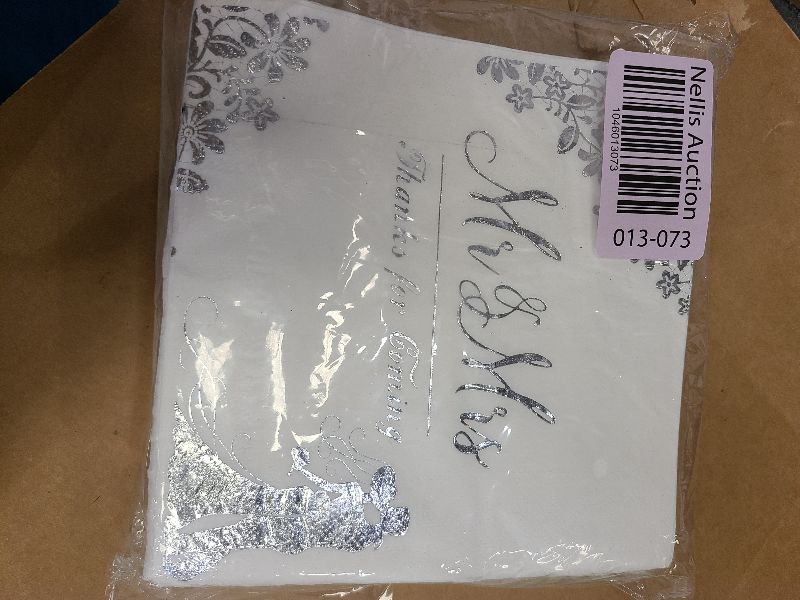 Mr & Mrs
Thanks for Coming
Nellis Auction
1046013073
013-073